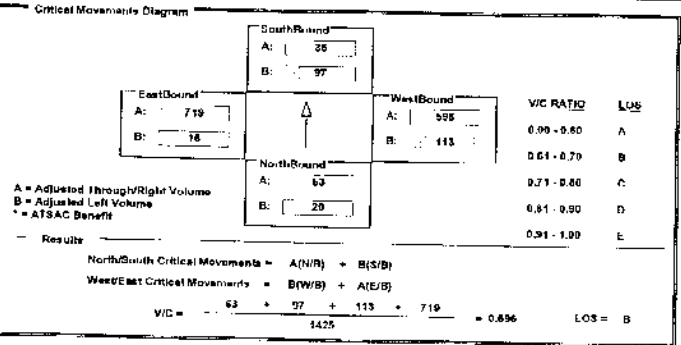 Critical Movements Diagram
SouthBound
A: 36
B: 97
EastBound
A: 719
B: 16
WestBound
A: 598
B: 113
NorthBound
A: 63
B: 20
V/C RATIO LOS
0.00 - 0.60 A
0.61 - 0.70 B
0.71 - 0.80 C
0.81 - 0.90 D
0.91 - 1.00 E
A = Adjusted Through/Right Volume
B = Adjusted Left Volume
* = ATSAC Benefit
Results
North/South Critical Movements = A(N/B) + B(S/B)
West/East Critical Movements = B(W/B) + A(E/B)
V/C = 63 + 97 + 113 + 719 = 0.696 LOS = B
1425